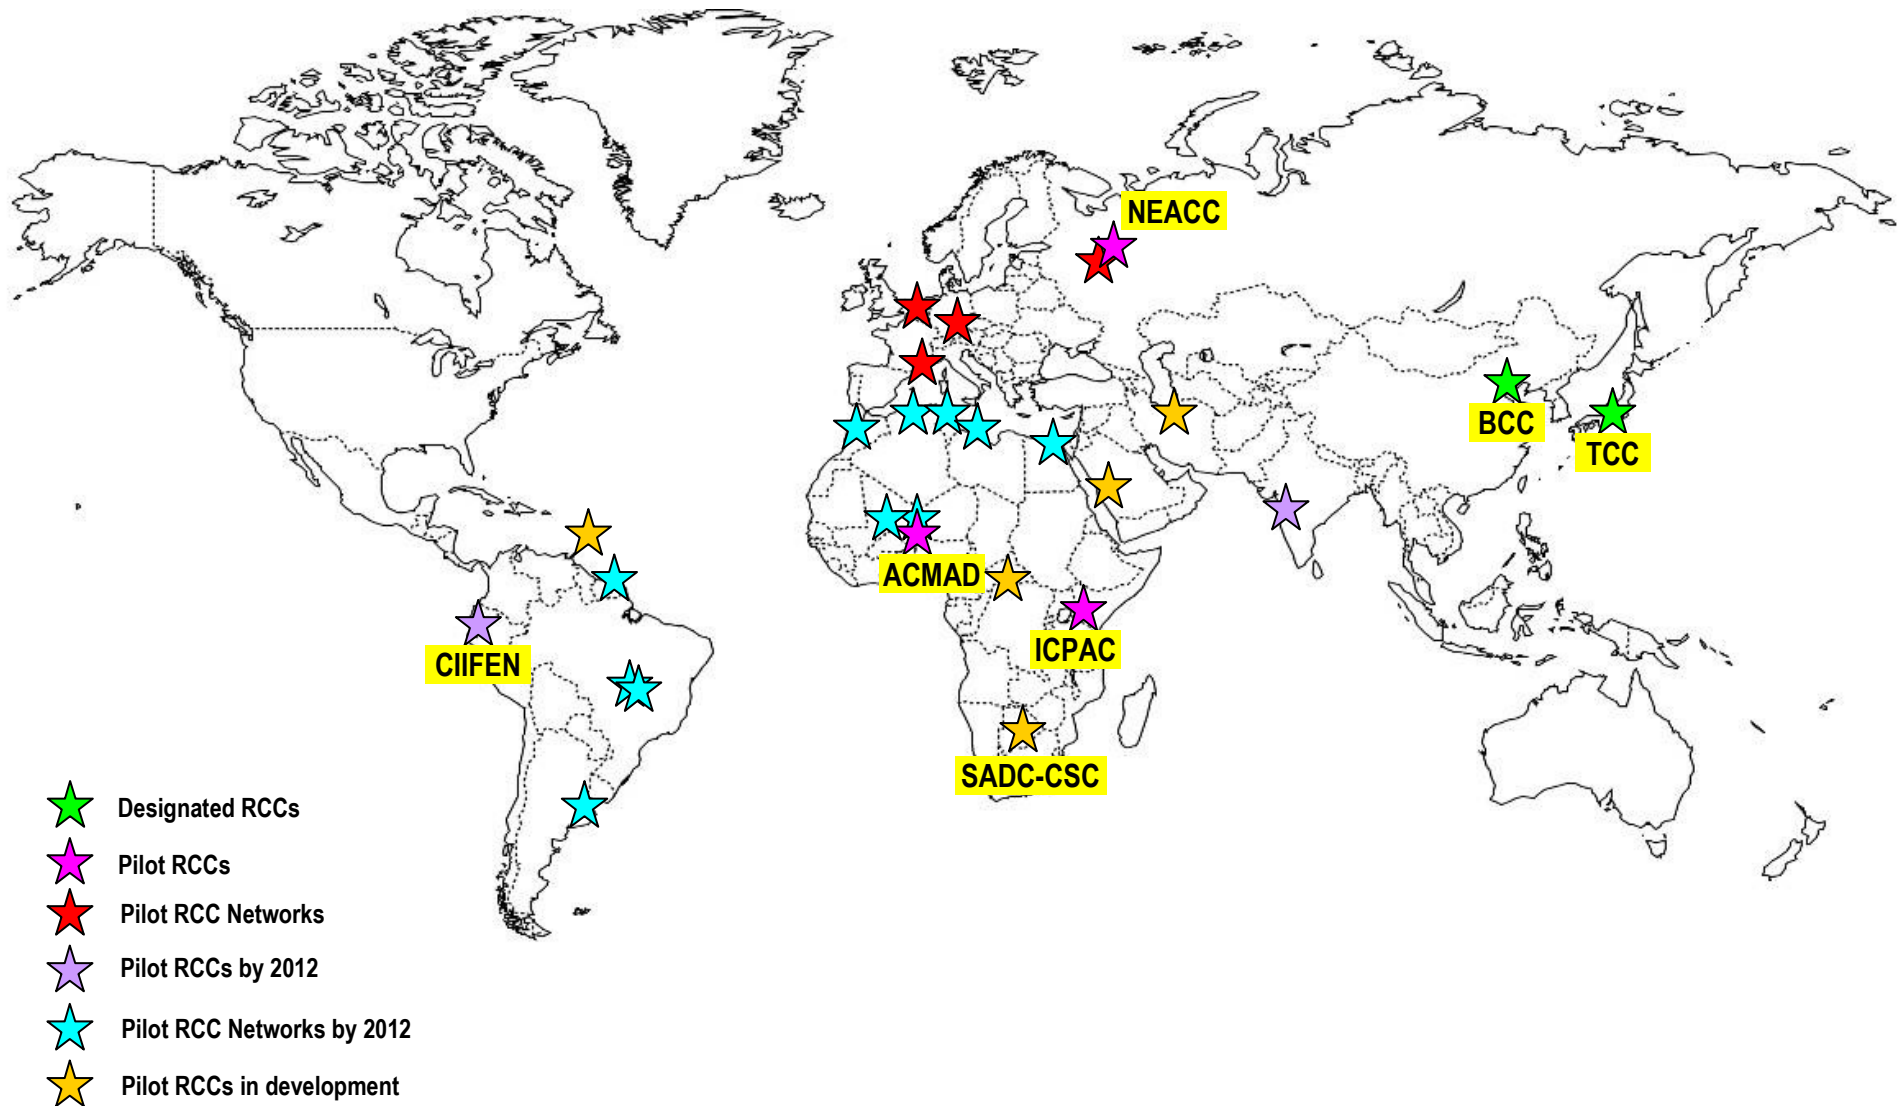 NEACC
BCC
TCC
ACMAD
ICPAC
CIIFEN
SADC-CSC
Designated RCCs
Pilot RCCs
Pilot RCC Networks
Pilot RCCs by 2012
Pilot RCC Networks by 2012
Pilot RCCs in development